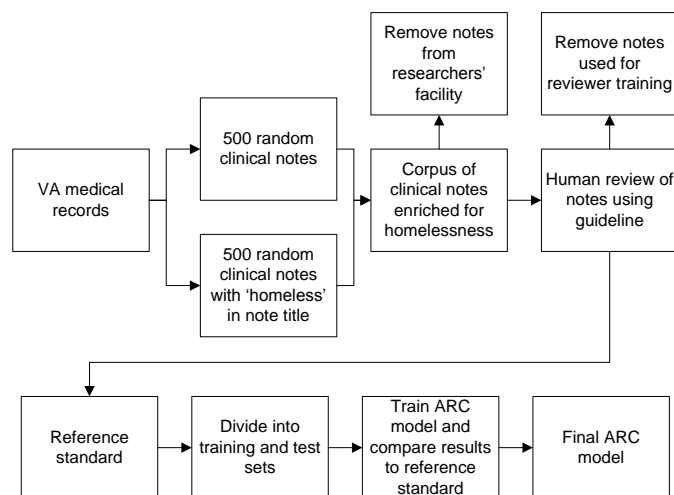 Remove notes
from
researchers’
facility
Remove notes
used for
reviewer training
500 random
clinical notes
VA medical
records
Corpus of
clinical notes
enriched for
homelessness
Human review of
notes using
guideline
500 random
clinical notes
with ‘homeless’
in note title
Reference
standard
Divide into
training and test
sets
Train ARC
model and
compare results
to reference
standard
Final ARC
model